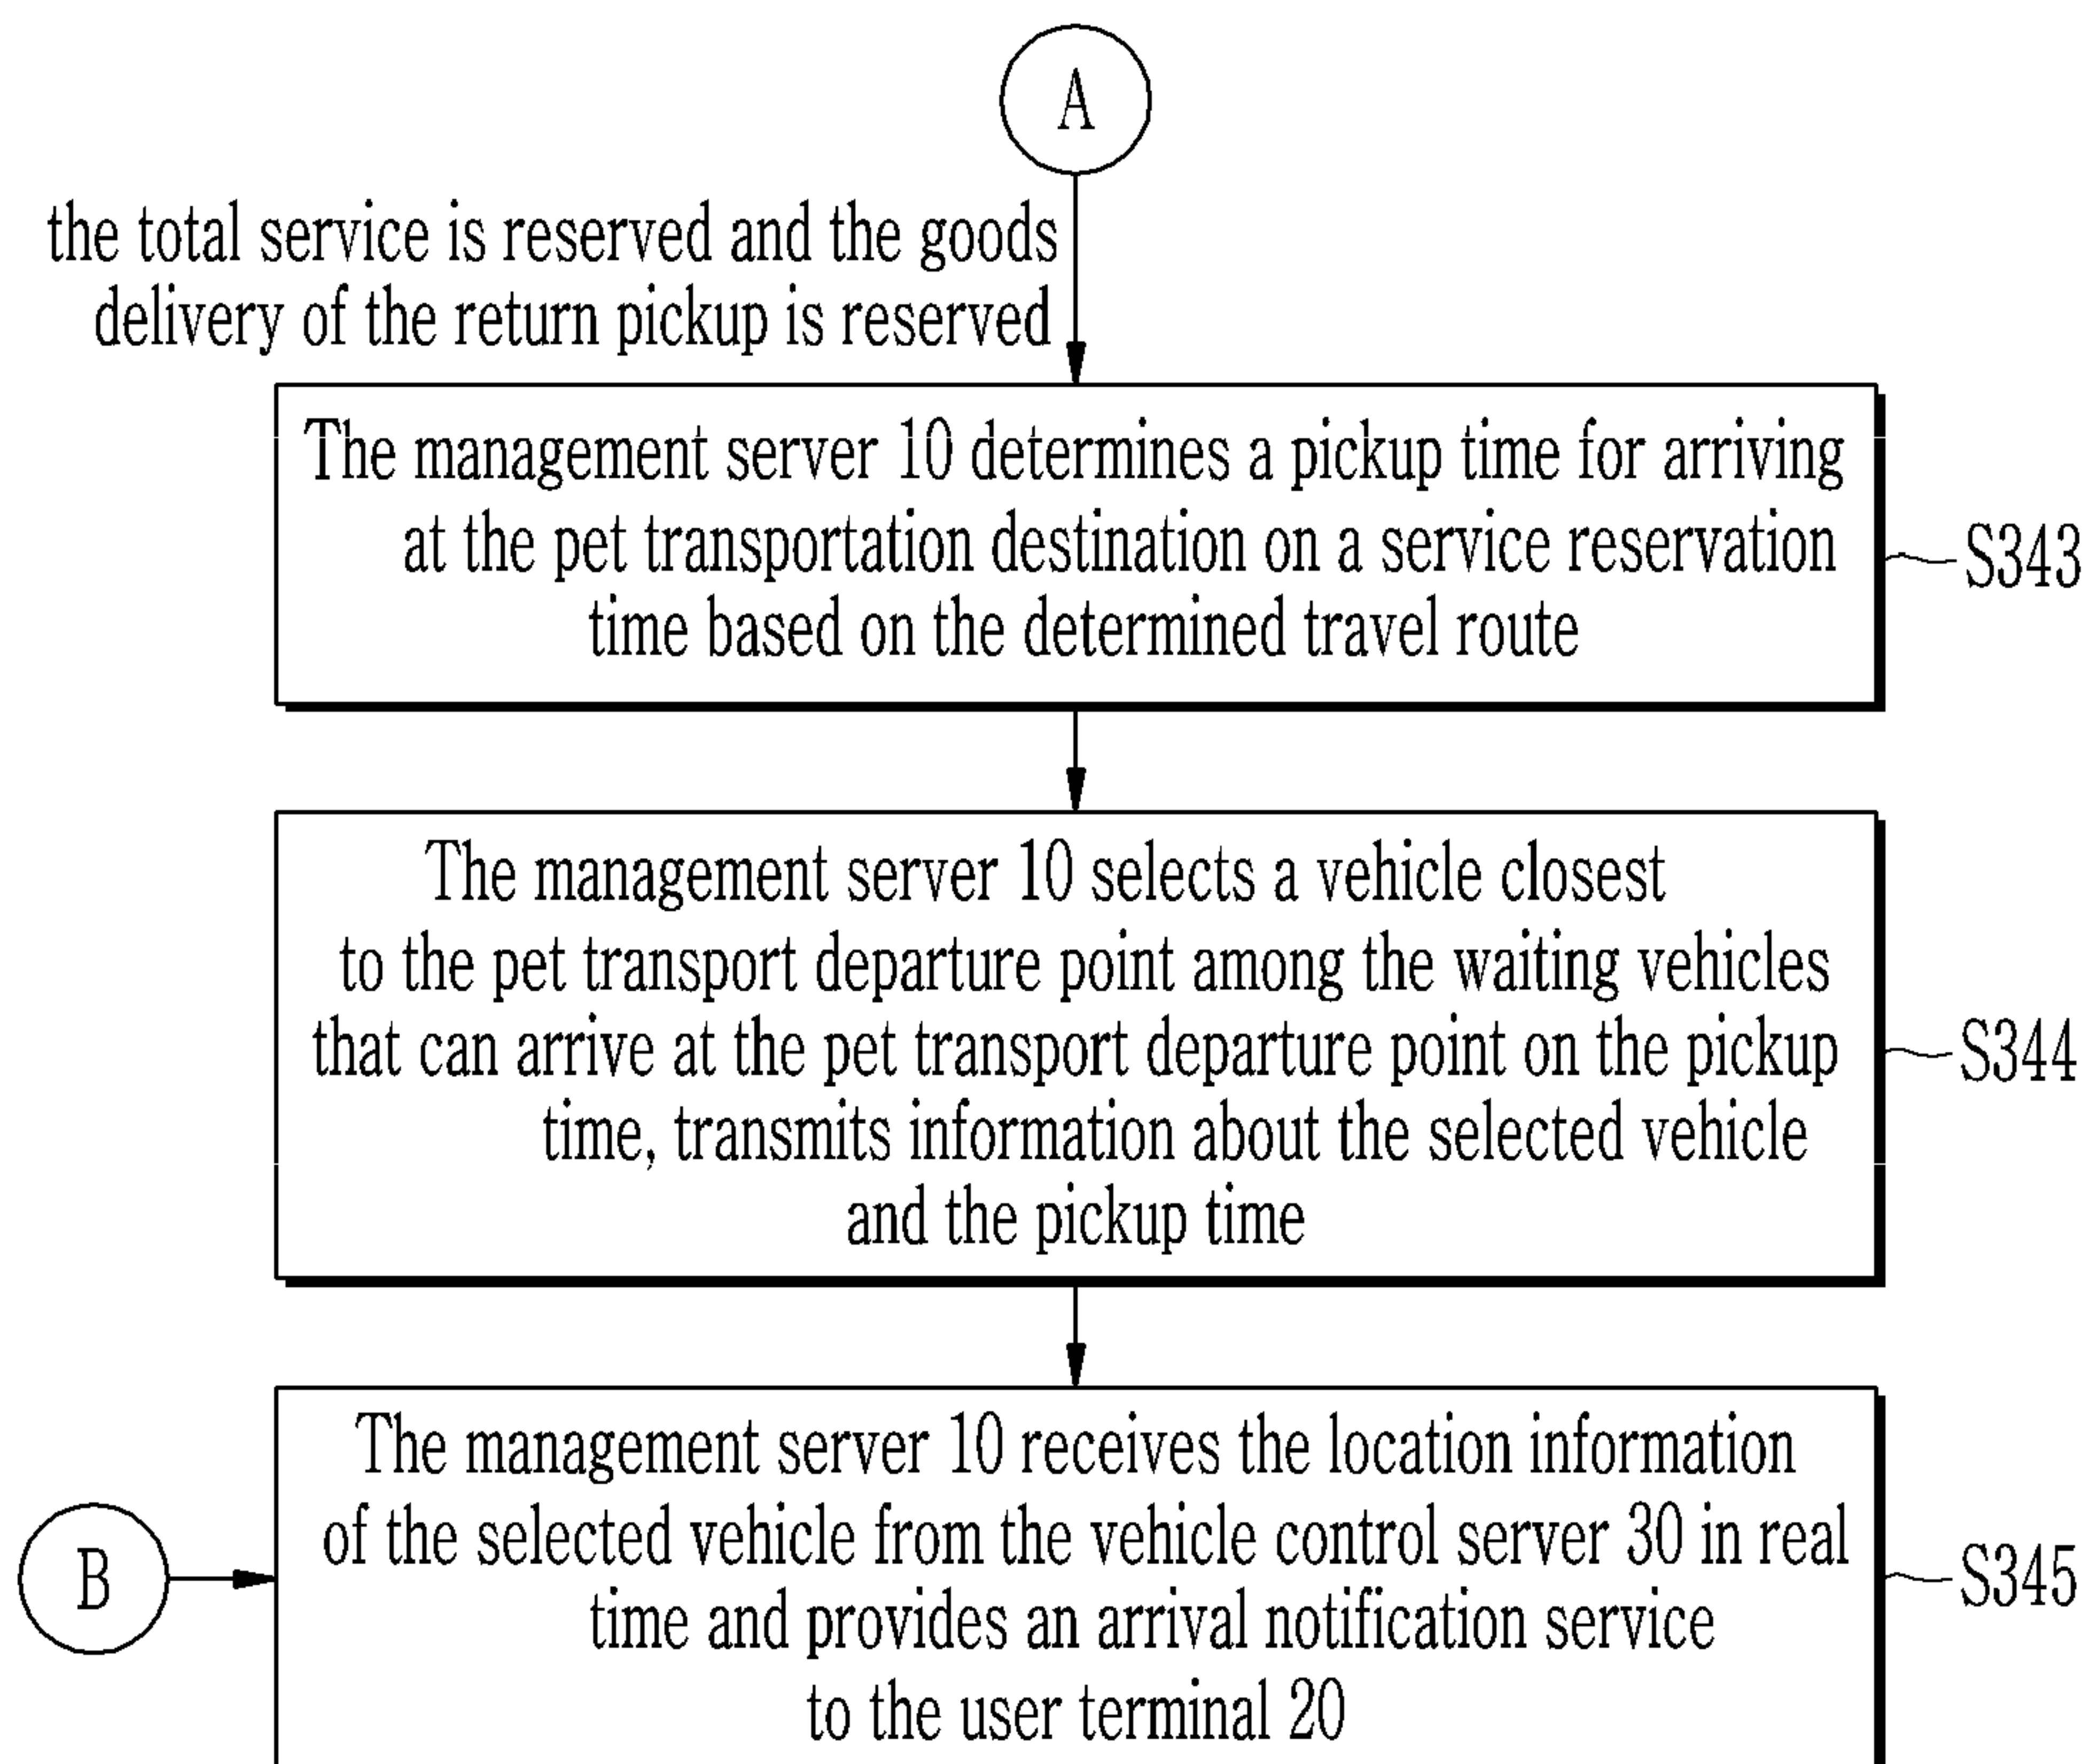 A
the total service is reserved and the goods
delivery of the return pickup is reserved
The management server 10 determines a pickup time for arriving
at the pet transportation destination on a service reservation
time based on the determined travel route
S343
The management server 10 selects a vehicle closest
to the pet transport departure point among the waiting vehicles
that can arrive at the pet transport departure point on the pickup
time, transmits information about the selected vehicle
and the pickup time
S344
The management server 10 receives the location information
of the selected vehicle from the vehicle control server 30 in real
time and provides an arrival notification service
to the user terminal 20
B
S345